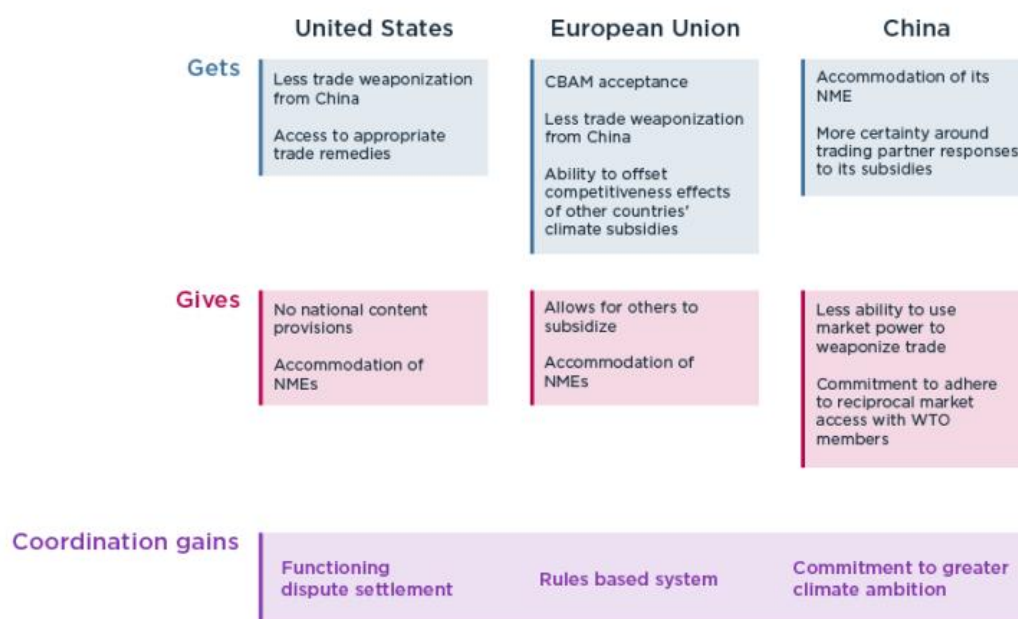 United States
European Union
China
Gets
Less trade weaponization
from China
Access to appropriate
trade remedies
CBAM acceptance
Less trade weaponization
from China
Ability to offset
competitiveness effects
of other countries'
climate subsidies
Accommodation of its
NME
More certainty around
trading partner responses
to its subsidies
Gives
No national content
provisions
Accommodation of
NMEs
Allows for others to
subsidize
Accommodation of
NMEs
Less ability to use
market power to
weaponize trade
Commitment to adhere
to reciprocal market
access with WTO
members
Coordination gains
Functioning
dispute settlement
Rules based system
Commitment to greater
climate ambition